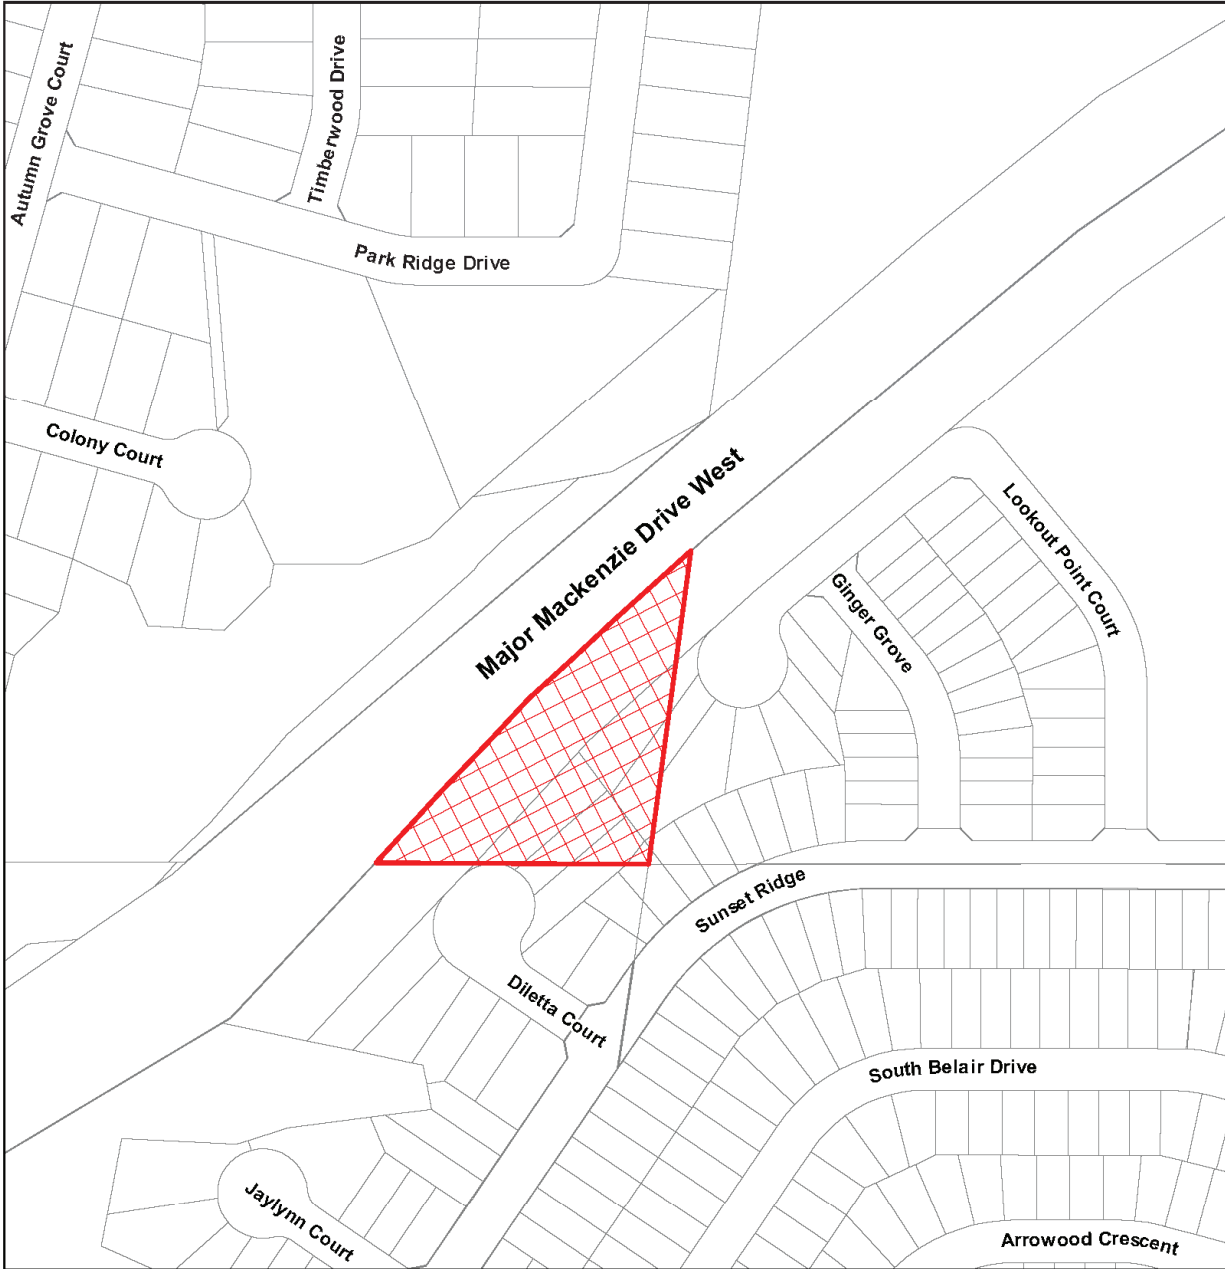 Autumn Grove Court
Timberwood Drive
Park Ridge Drive
Colony Court
Major Mackenzie Drive West
Lookout Point Court
Ginger Grove
Sunset Ridge
Diletta Court
South Belair Drive
Jaylynn Court
Arrowood Crescent